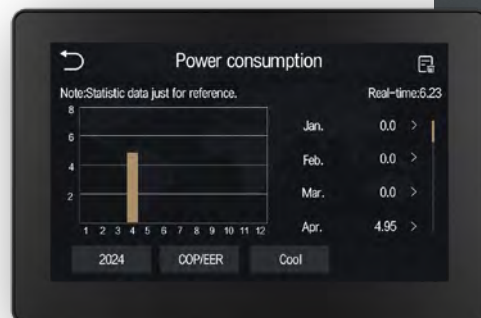 Power consumption
Note:Statistic data just for reference.
Real-time:6.23
8
6
4
2
1 2 3 4 5 6 7 8 9 10 11 12
Jan. 0.0 >
Feb. 0.0 >
Mar. 0.0 >
Apr. 4.95 >
2024 COP/EER Cool